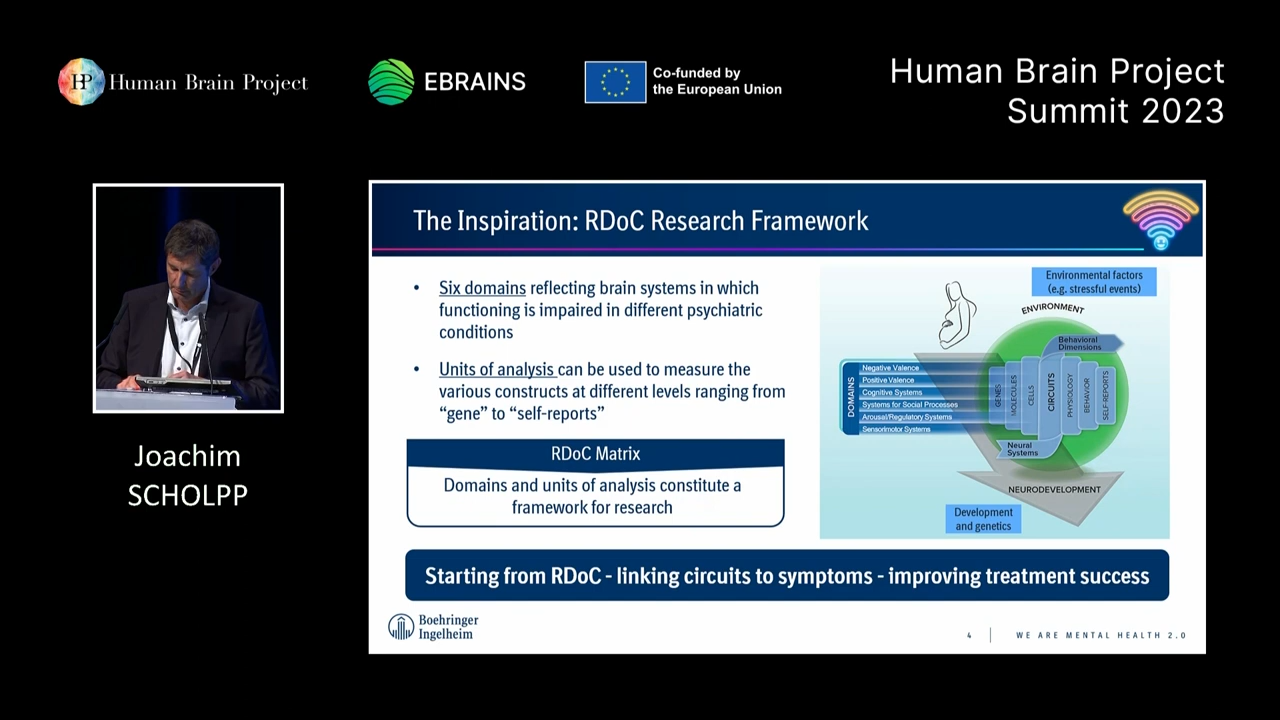 HP Human Brain Project
EBRAINS
Co-funded by
the European Union
Human Brain Project
Summit 2023
Joachim
SCHOLPP
The Inspiration: RDoC Research Framework
• Six domains reflecting brain systems in which
functioning is impaired in different psychiatric
conditions
• Units of analysis can be used to measure the
various constructs at different levels ranging from
“gene” to “self-reports”
RDoC Matrix
Domains and units of analysis constitute a
framework for research
Environmental factors
(e.g. stressful events)
ENVIRONMENT
Behavioral
Dimensions
DOMAINS
Negative Valence
Positive Valence
Cognitive Systems
Systems for Social Processes
Arousal/Regulatory Systems
Sensorimotor Systems
GENES
MOLECULES
CELLS
CIRCUITS
PHYSIOLOGY
BEHAVIOR
SELF-REPORTS
Neural
Systems
NEURODEVELOPMENT
Development
and genetics
Starting from RDoC - linking circuits to symptoms - improving treatment success
Boehringer
Ingelheim
4
WE ARE MENTAL HEALTH 2.0